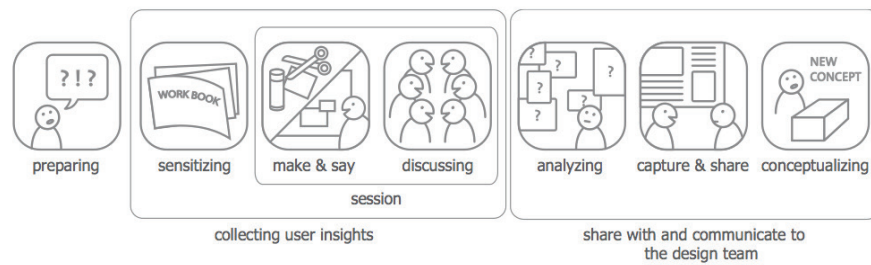 ? ! ?
WORK BOOK
? ? ? ? ?
NEW
CONCEPT
preparing
sensitizing
make & say
discussing
analyzing
capture & share
conceptualizing
session
collecting user insights
share with and communicate to
the design team